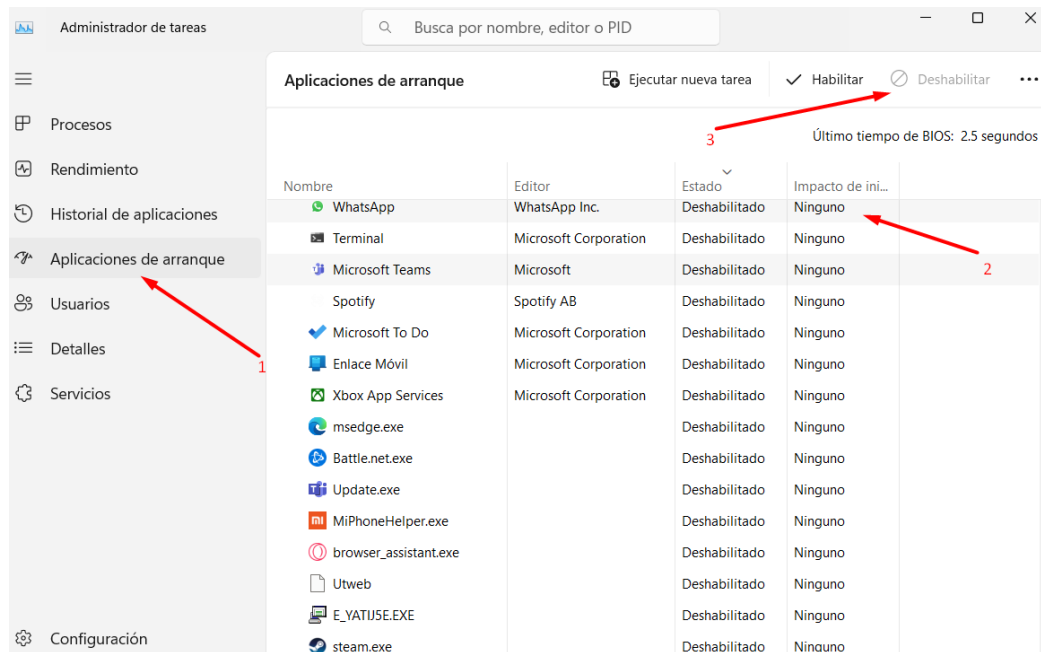 Administrador de tareas
Busca por nombre, editor o PID
Aplicaciones de arranque
Ejecutar nueva tarea
Habilitar
Deshabilitar
Procesos
3
Último tiempo de BIOS: 2.5 segundos
Rendimiento
Historial de aplicaciones
Aplicaciones de arranque
1
Usuarios
Detalles
Servicios
Configuración
Nombre Editor Estado Impacto de ini...
WhatsApp WhatsApp Inc. Deshabilitado Ninguno
Terminal Microsoft Corporation Deshabilitado Ninguno
2
Microsoft Teams Microsoft Deshabilitado Ninguno
Spotify Spotify AB Deshabilitado Ninguno
Microsoft To Do Microsoft Corporation Deshabilitado Ninguno
Enlace Móvil Microsoft Corporation Deshabilitado Ninguno
Xbox App Services Microsoft Corporation Deshabilitado Ninguno
msedge.exe Deshabilitado Ninguno
Battle.net.exe Deshabilitado Ninguno
Update.exe Deshabilitado Ninguno
MiPhoneHelper.exe Deshabilitado Ninguno
browser_assistant.exe Deshabilitado Ninguno
Utweb Deshabilitado Ninguno
E_YATIJ5E.EXE Deshabilitado Ninguno
steam.exe Deshabilitado Ninguno